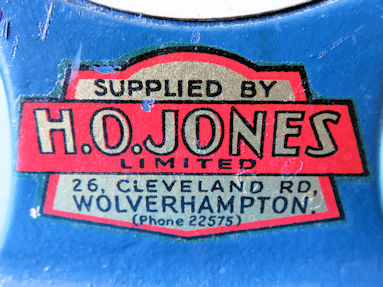 SUPPLIED BY
H.O.JONES
LIMITED
26, CLEVELAND RD,
WOLVERHAMPTON.
(Phone 22575)